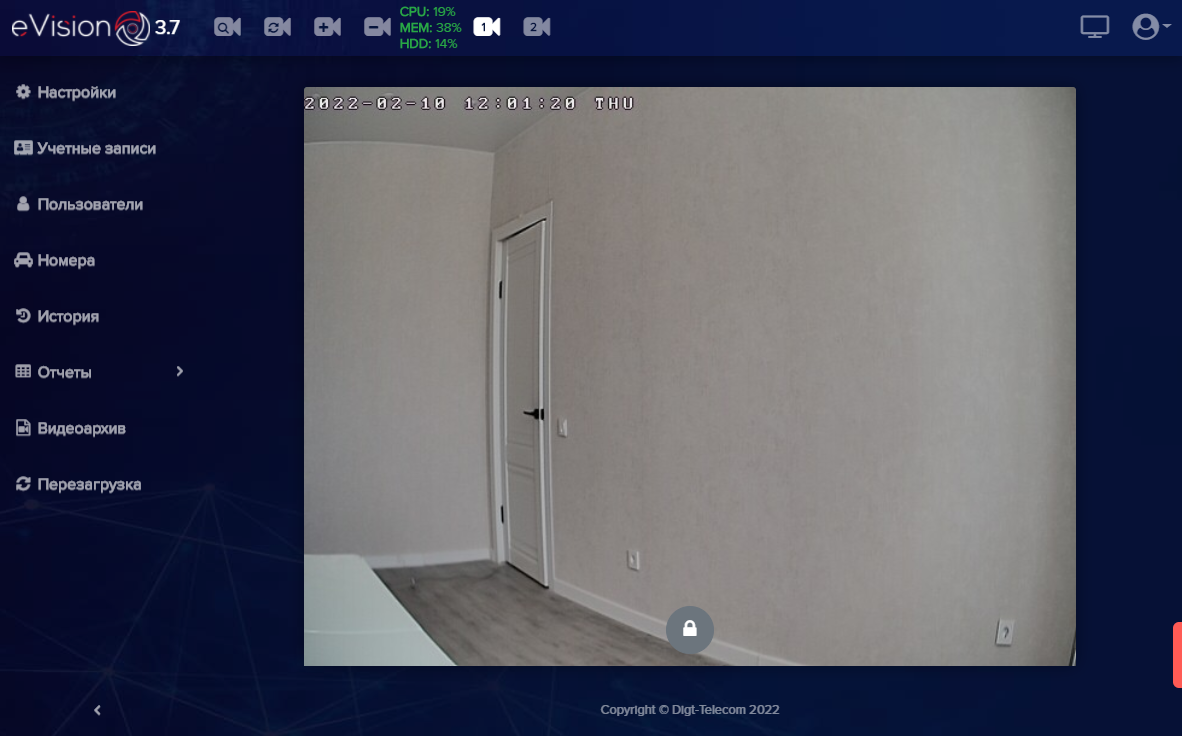 eVision 3.7
CPU: 19%
MEM: 38%
HDD: 14%
1
2
Настройки
Учетные записи
Пользователи
Номера
История
Отчеты
Видеоархив
Перезагрузка
2022-02-10 12:01:20 THU
Copyright © Digt-Telecom 2022